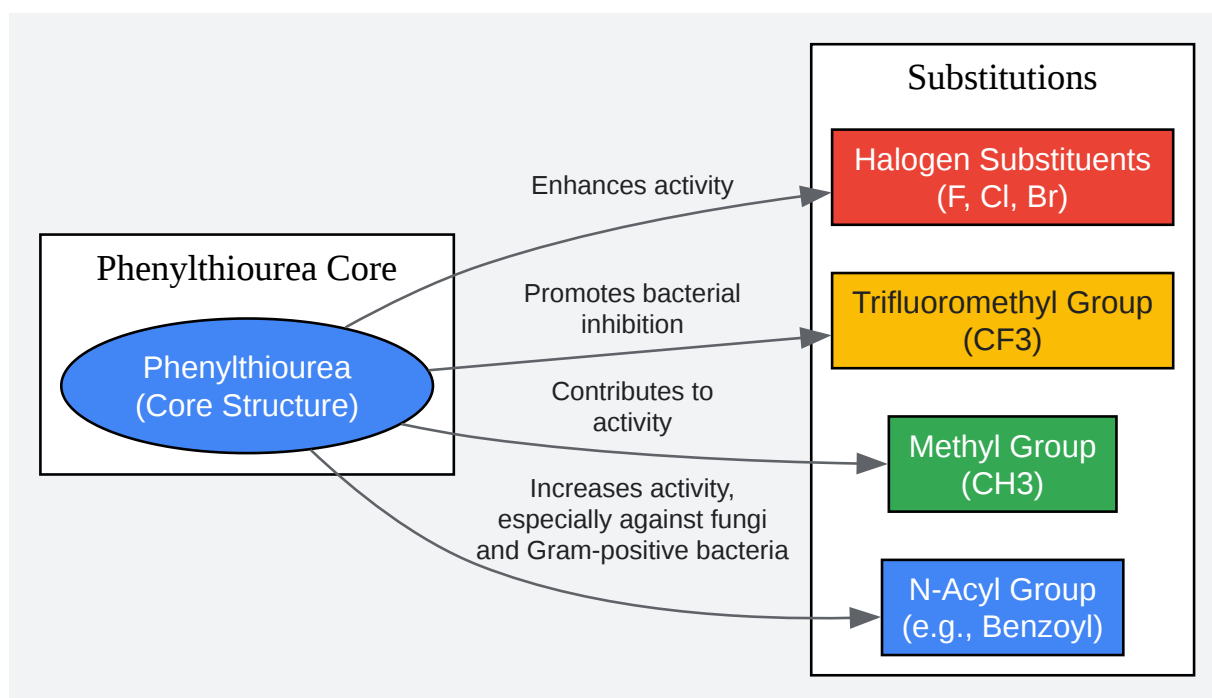 Phenylthiourea Core
Phenylthiourea
(Core Structure)
Enhances activity
Promotes bacterial
inhibition
Contributes to
activity
Increases activity,
especially against fungi
and Gram-positive bacteria
Substitutions
Halogen Substituents
(F, Cl, Br)
Trifluoromethyl Group
(CF3)
Methyl Group
(CH3)
N-Acyl Group
(e.g., Benzoyl)